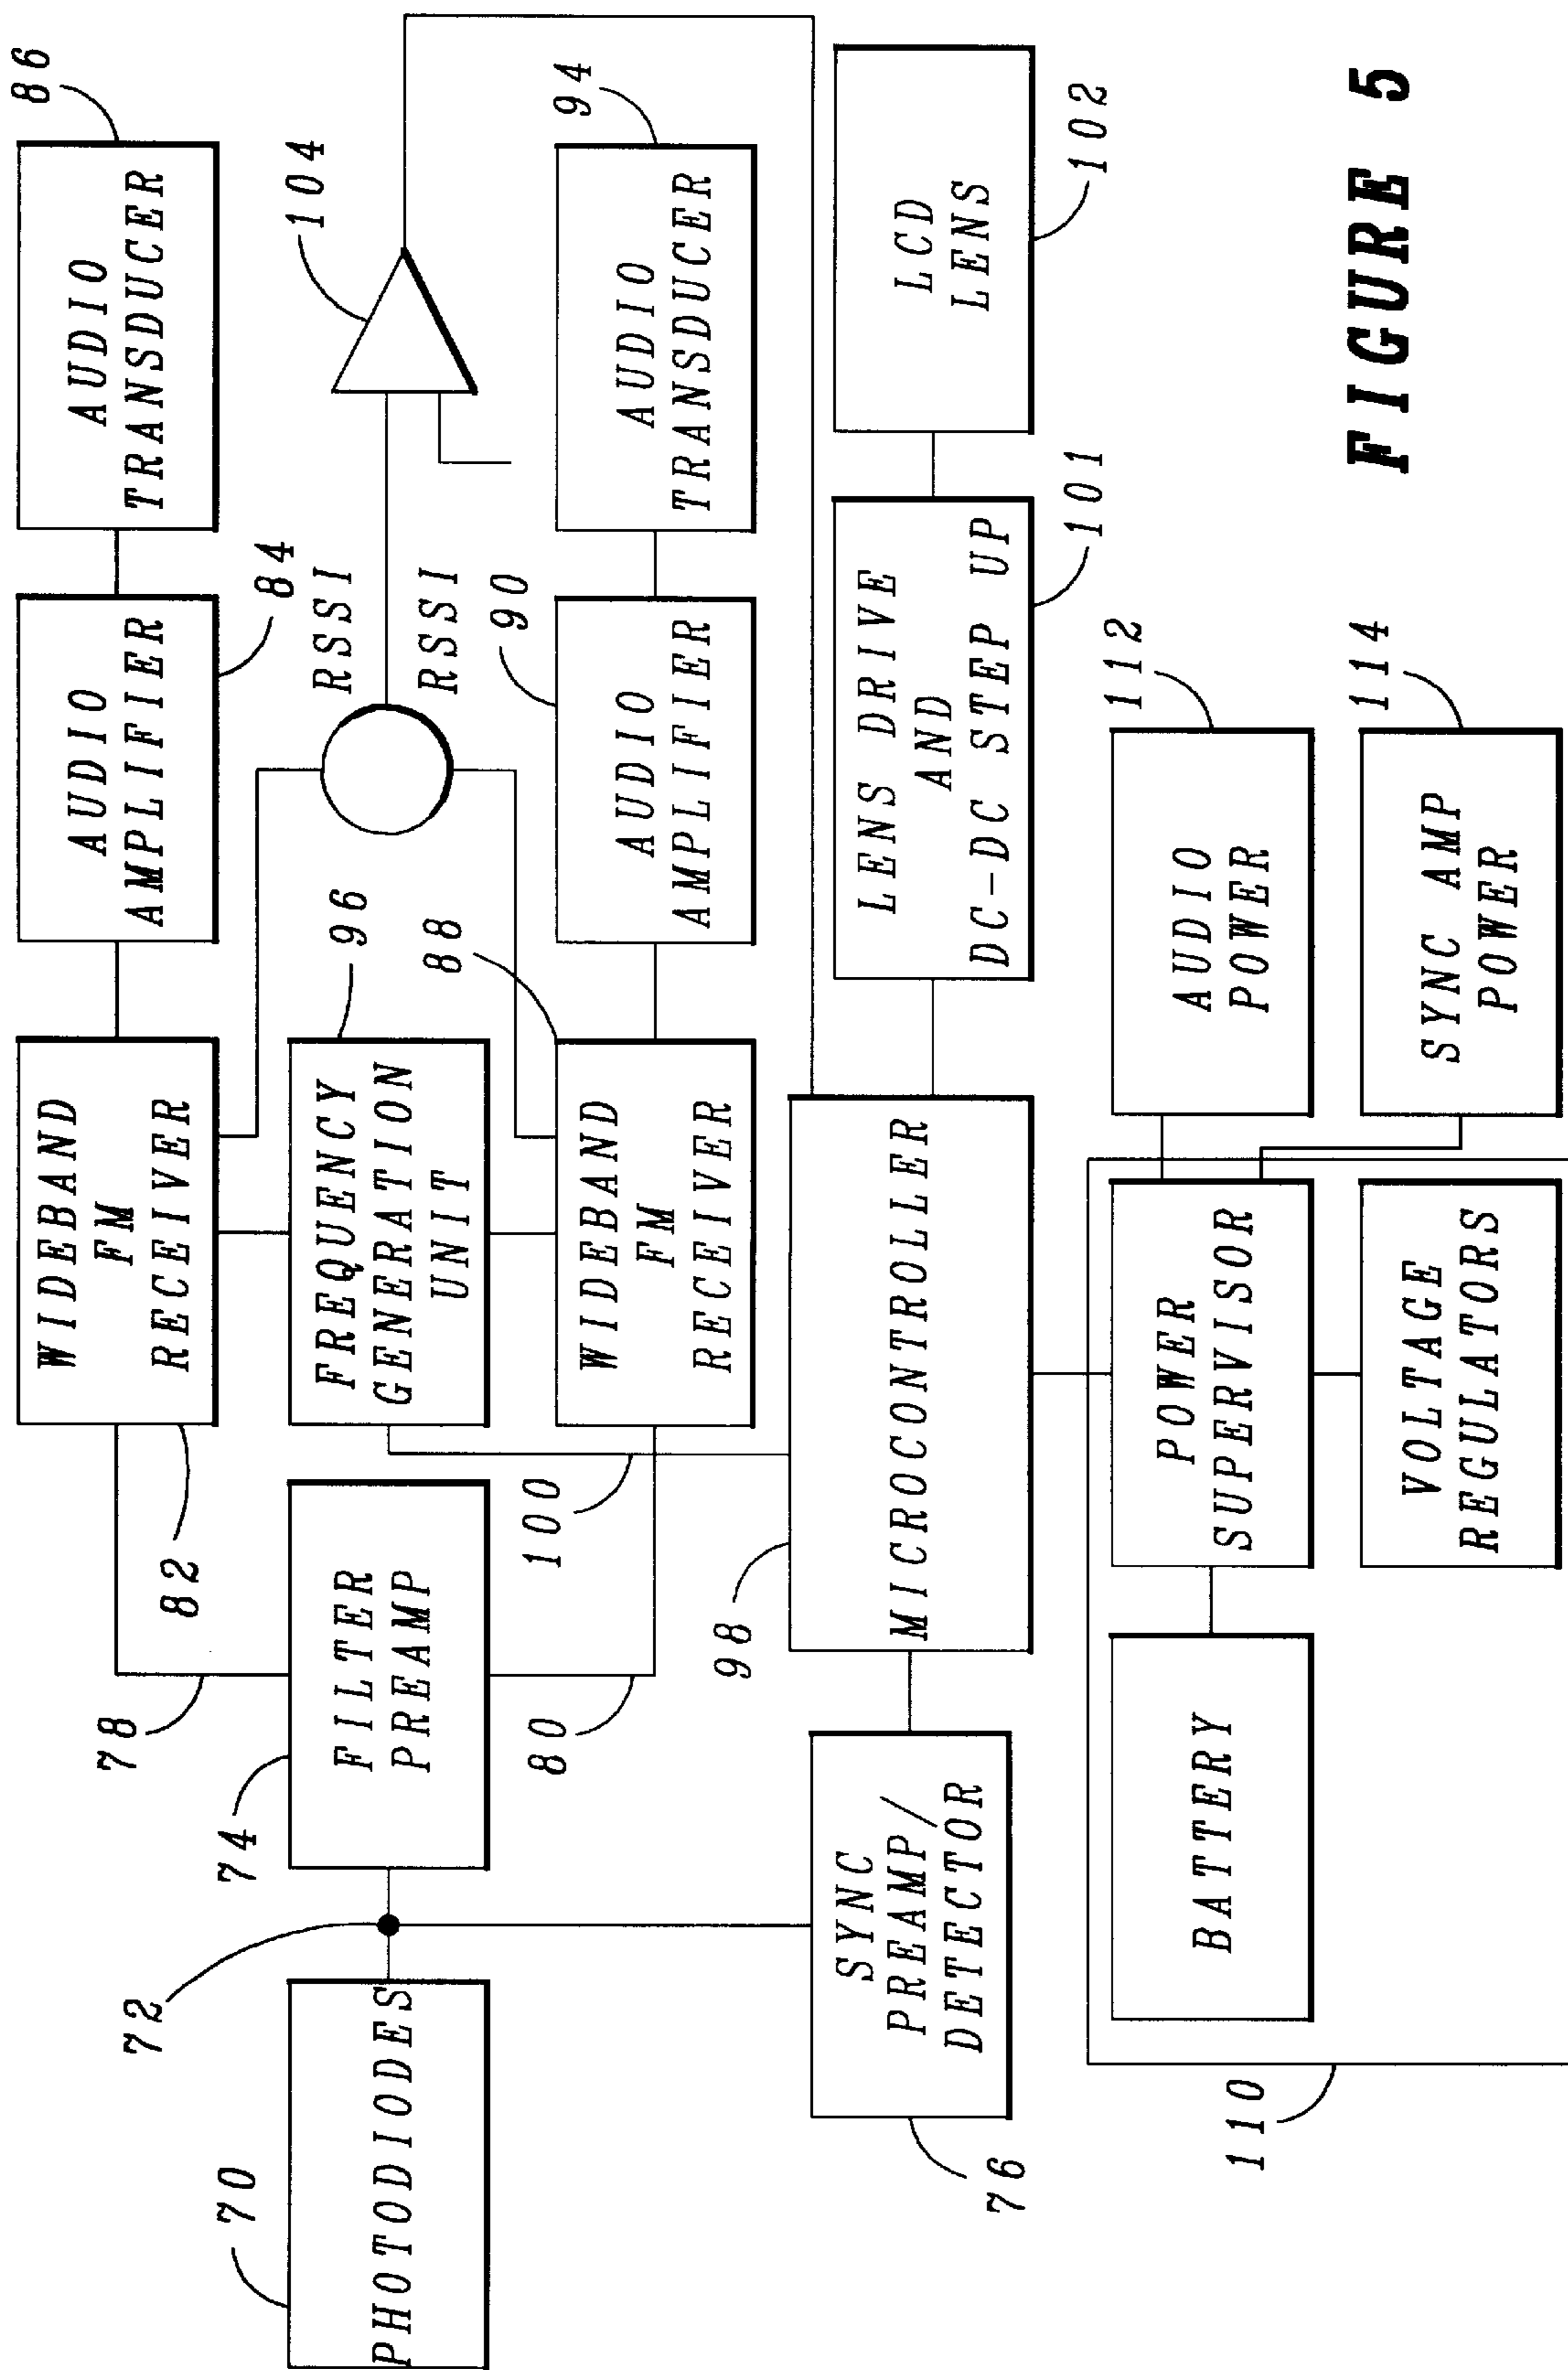 86
AUDIO
TRANSDUCER
AUDIO
AMPLIFIER
84
WIDEBAND
FM
RECEIVER
82
78
104
RSSI
RSSI
96
FREQUENCY
GENERATION
UNIT
FILTER
PREAMP
74
72
70
PHOTODIODES
94
AUDIO
TRANSDUCER
90
AUDIO
AMPLIFIER
88
WIDEBAND
FM
RECEIVER
100
80
LCD
LENS
102
LENS DRIVE
AND
DC-DC STEP UP
101
MICROCONTROLLER
98
SYNC
PREAMP/
DETECTOR
76
112
AUDIO
POWER
114
SYNC AMP
POWER
POWER
SUPERVISOR
VOLTAGE
REGULATORS
BATTERY
110
FIGURE 5